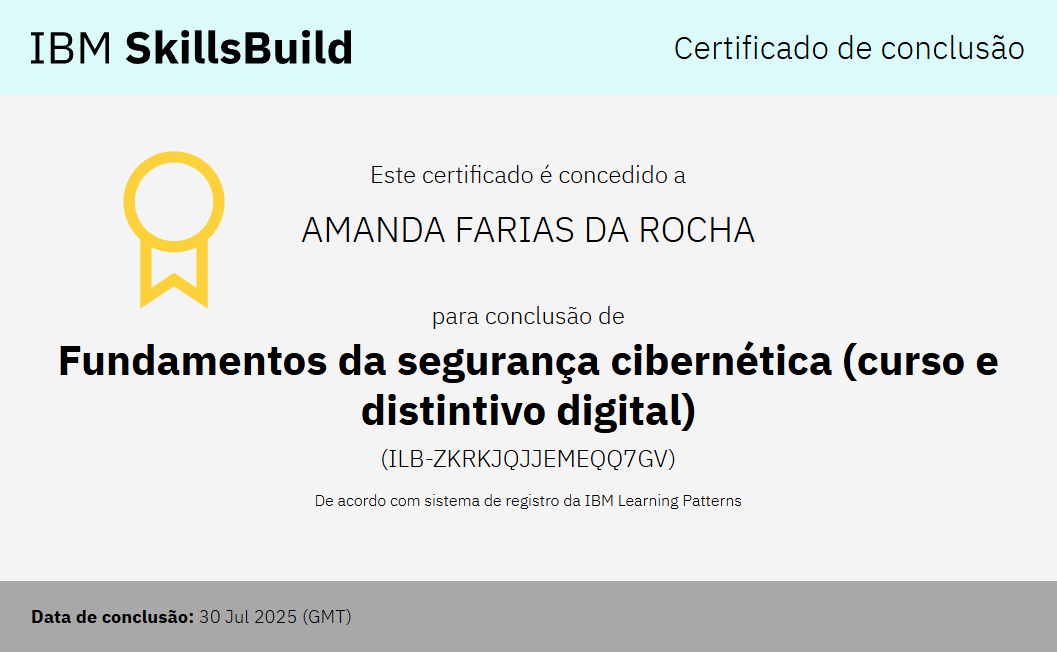 IBM SkillsBuild
Certificado de conclusão
Este certificado é concedido a
AMANDA FARIAS DA ROCHA
para conclusão de
Fundamentos da segurança cibernética (curso e
distintivo digital)
(ILB-ZKRKJQJJEMEQQ7GV)
De acordo com sistema de registro da IBM Learning Patterns
Data de conclusão: 30 Jul 2025 (GMT)